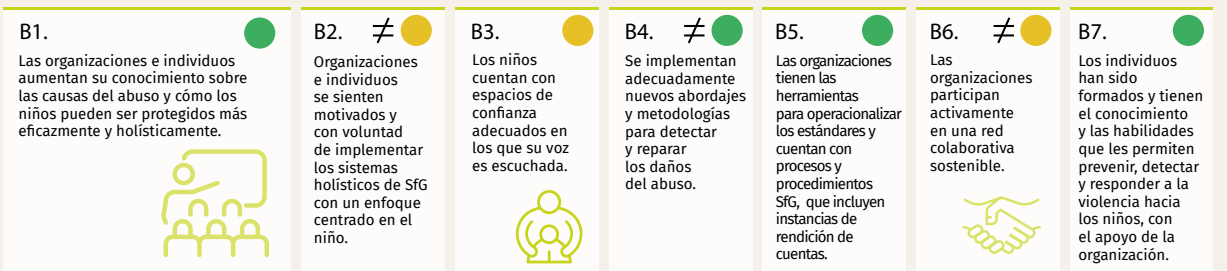 B1.
Las organizaciones e individuos
aumentan su conocimiento sobre
las causas del abuso y cómo los
niños pueden ser protegidos más
eficazmente y holísticamente.
B2. ≠
Organizaciones
e individuos
se sienten
motivados y
con voluntad
de implementar
los sistemas
holísticos de SfG
con un enfoque
centrado en el
niño.
B3.
Los niños
cuentan con
espacios de
confianza
adecuados en
los que su voz
es escuchada.
B4. ≠
Se implementan
adecuadamente
nuevos abordajes
y metodologías
para detectar
y reparar
los daños
del abuso.
B5.
Las organizaciones
tienen las
herramientas
para operacionalizar
los estándares y
cuentan con
procesos y
procedimientos
SfG, que incluyen
instancias de
rendición de
cuentas.
B6. ≠
Las
organizaciones
participan
activamente
en una red
colaborativa
sostenible.
B7.
Los individuos
han sido
formados y tienen
el conocimiento
y las habilidades
que les permiten
prevenir, detectar
y responder a la
violencia hacia
los niños, con
el apoyo de la
organización.